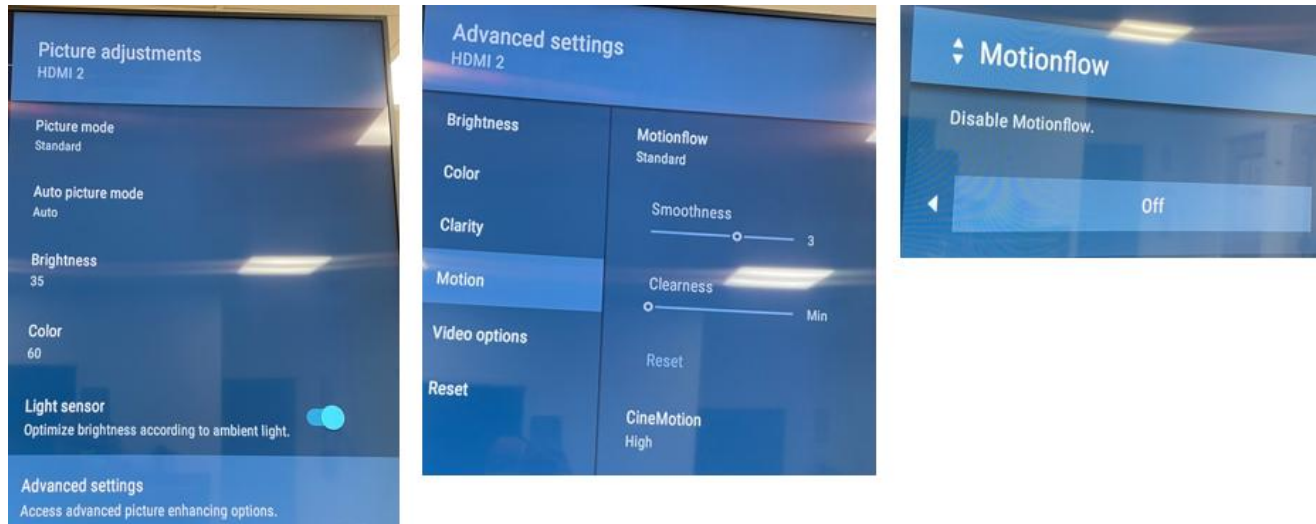 Picture adjustments
HDMI 2
Picture mode
Standard
Auto picture mode
Auto
Brightness
35
Color
60
Light sensor
Optimize brightness according to ambient light.
Advanced settings
Access advanced picture enhancing options.
Advanced settings
HDMI 2
Brightness
Color
Clarity
Motion
Video options
Reset
Motionflow
Standard
Smoothness
3
Clearness
Min
Reset
CineMotion
High
Motionflow
Disable Motionflow.
Off